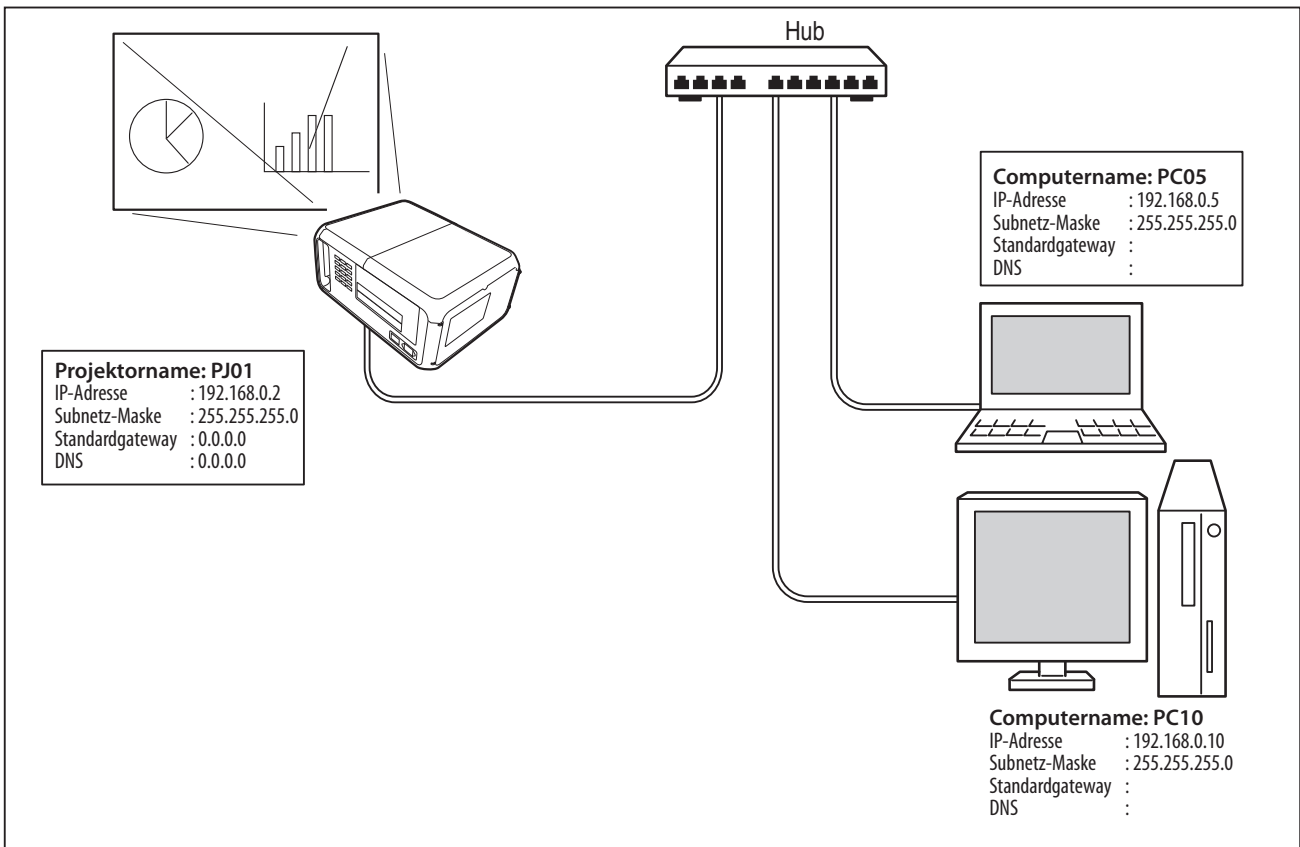 Hub
Computername: PC05
IP-Adresse : 192.168.0.5
Subnetz-Maske : 255.255.255.0
Standardgateway :
DNS :
Projektorname: PJ01
IP-Adresse : 192.168.0.2
Subnetz-Maske : 255.255.255.0
Standardgateway : 0.0.0.0
DNS : 0.0.0.0
Computername: PC10
IP-Adresse : 192.168.0.10
Subnetz-Maske : 255.255.255.0
Standardgateway :
DNS :